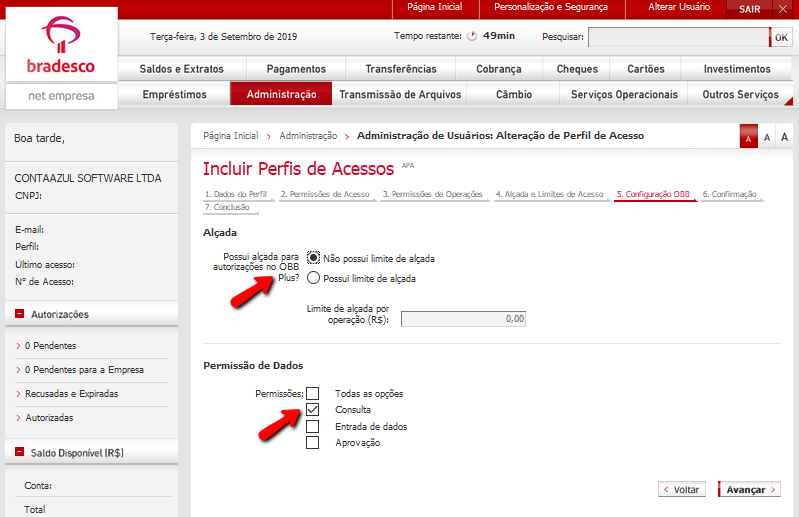 Página Inicial
Personalização e Segurança
Alterar Usuário
SAIR
bradesco
net empresa
Terça-feira, 3 de Setembro de 2019
Tempo restante: 49min
Pesquisar:
OK
Saldos e Extratos
Pagamentos
Transferências
Cobrança
Cheques
Cartões
Investimentos
Empréstimos
Administração
Transmissão de Arquivos
Câmbio
Serviços Operacionais
Outros Serviços
Boa tarde,
CONTAAZUL SOFTWARE LTDA
CNPJ:
E-mail:
Perfil:
Último acesso:
Nº de Acesso:
Autorizações
0 Pendentes
0 Pendentes para a Empresa
Recusadas e Expiradas
Autorizadas
Saldo Disponível (R$)
Conta:
Total
Página Inicial > Administração > Administração de Usuários: Alteração de Perfil de Acesso
A A A
Incluir Perfis de Acessos APA
1. Dados do Perfil
2. Permissões de Acesso
3. Permissões de Operações
4. Alçada e Limites de Acesso
5. Configuração OBB
6. Confirmação
7. Conclusão
Alçada
Possui alçada para
autorizações no OBB
Plus?
Não possui limite de alçada
Possui limite de alçada
Limite de alçada por
operação (R$):
0,00
Permissão de Dados
Permissões:
Todas as opções
Consulta
Entrada de dados
Aprovação
< Voltar
Avançar >